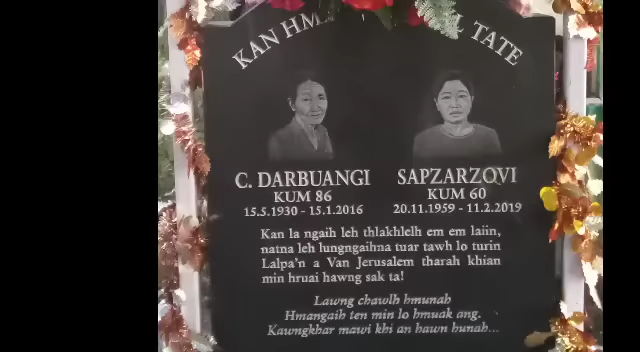 KAN HM
TATE
C. DARBUANGI
KUM 86
15.5.1930 - 15.1.2016
SAPZARZOVI
KUM 60
20.11.1959 - 11.2.2019
Kan la ngaih leh thlakhlelh em em laiin,
natna leh lungngaihna tuar tawh lo turin
Lalpa'n a Van Jerusalem tharah khian
min hruai hawng sak ta!
Lawng chawlh hmunah
Hmangaih ten min lo hmuak ang.
Kawngkhar mawi khi an hawn hunah...